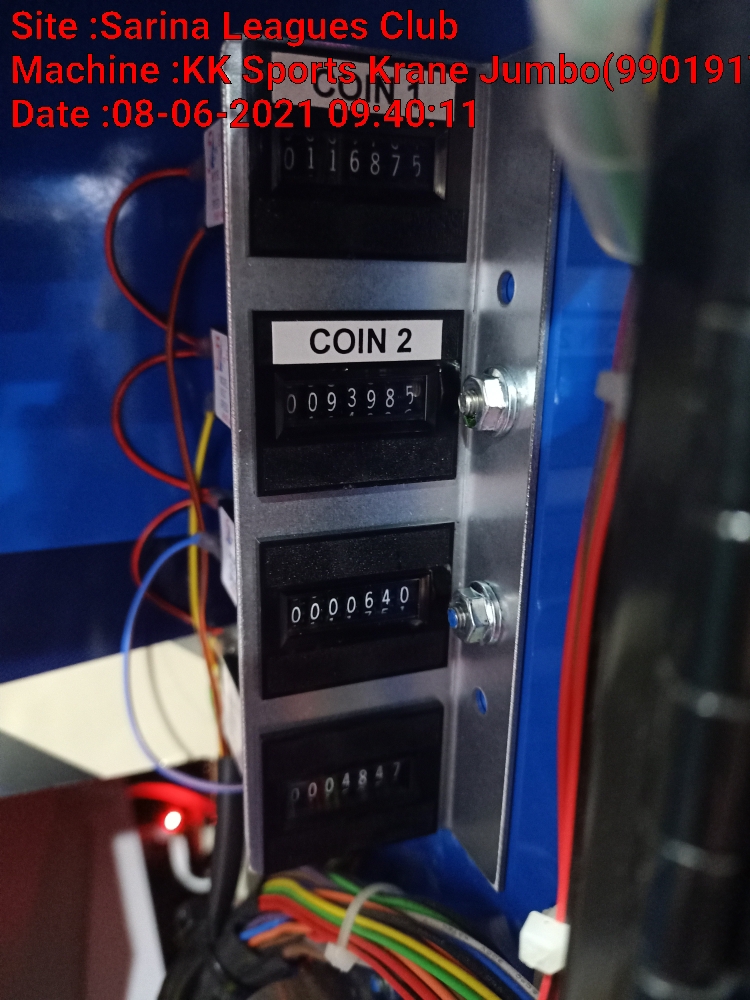 Site :Sarina Leagues Club
Machine :KK Sports Krane Jumbo(990191
Date :08-06-2021 09:40:11
COIN 1
0116875
COIN 2
0093985
0000640
0004847